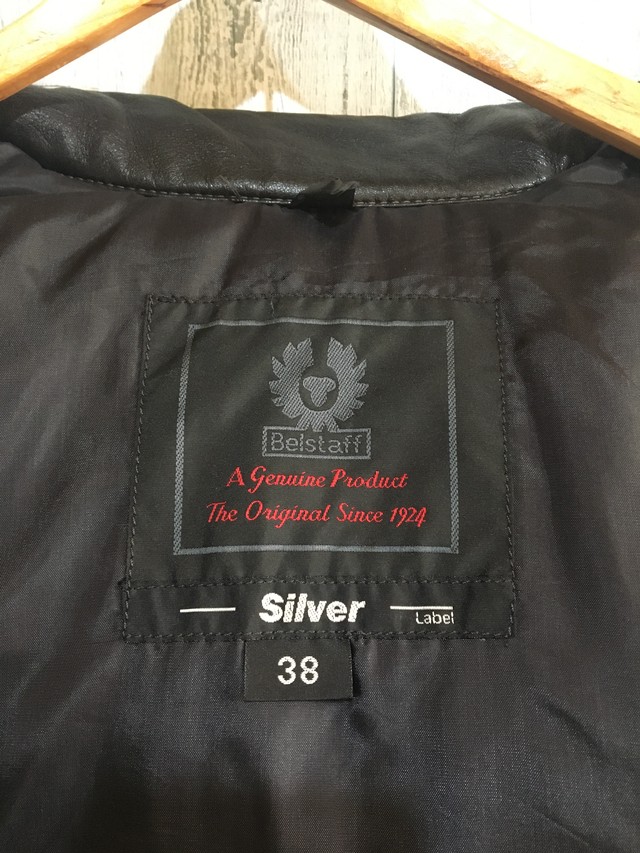 Belstaff
A Genuine Product
The Original Since 1924
Silver
Label
38